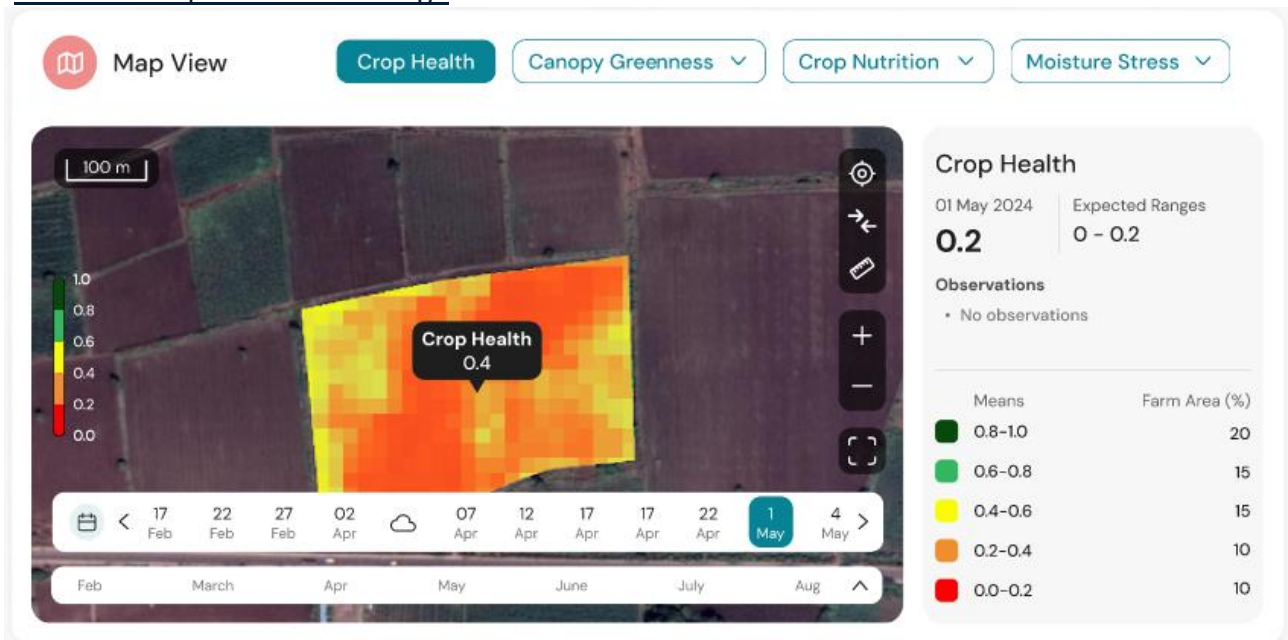 Map View
Crop Health
Canopy Greenness
Crop Nutrition
Moisture Stress
100 m
1.0
0.8
0.6
0.4
0.2
0.0
Crop Health
0.4
17 22 27 02 07 12 17 17 22 1 4
Feb Feb Feb Apr Apr Apr Apr Apr Apr May May
Feb March Apr May June July Aug
Crop Health
01 May 2024 Expected Ranges
0.2 0 - 0.2
Observations
• No observations
Means Farm Area (%)
0.8-1.0 20
0.6-0.8 15
0.4-0.6 15
0.2-0.4 10
0.0-0.2 10